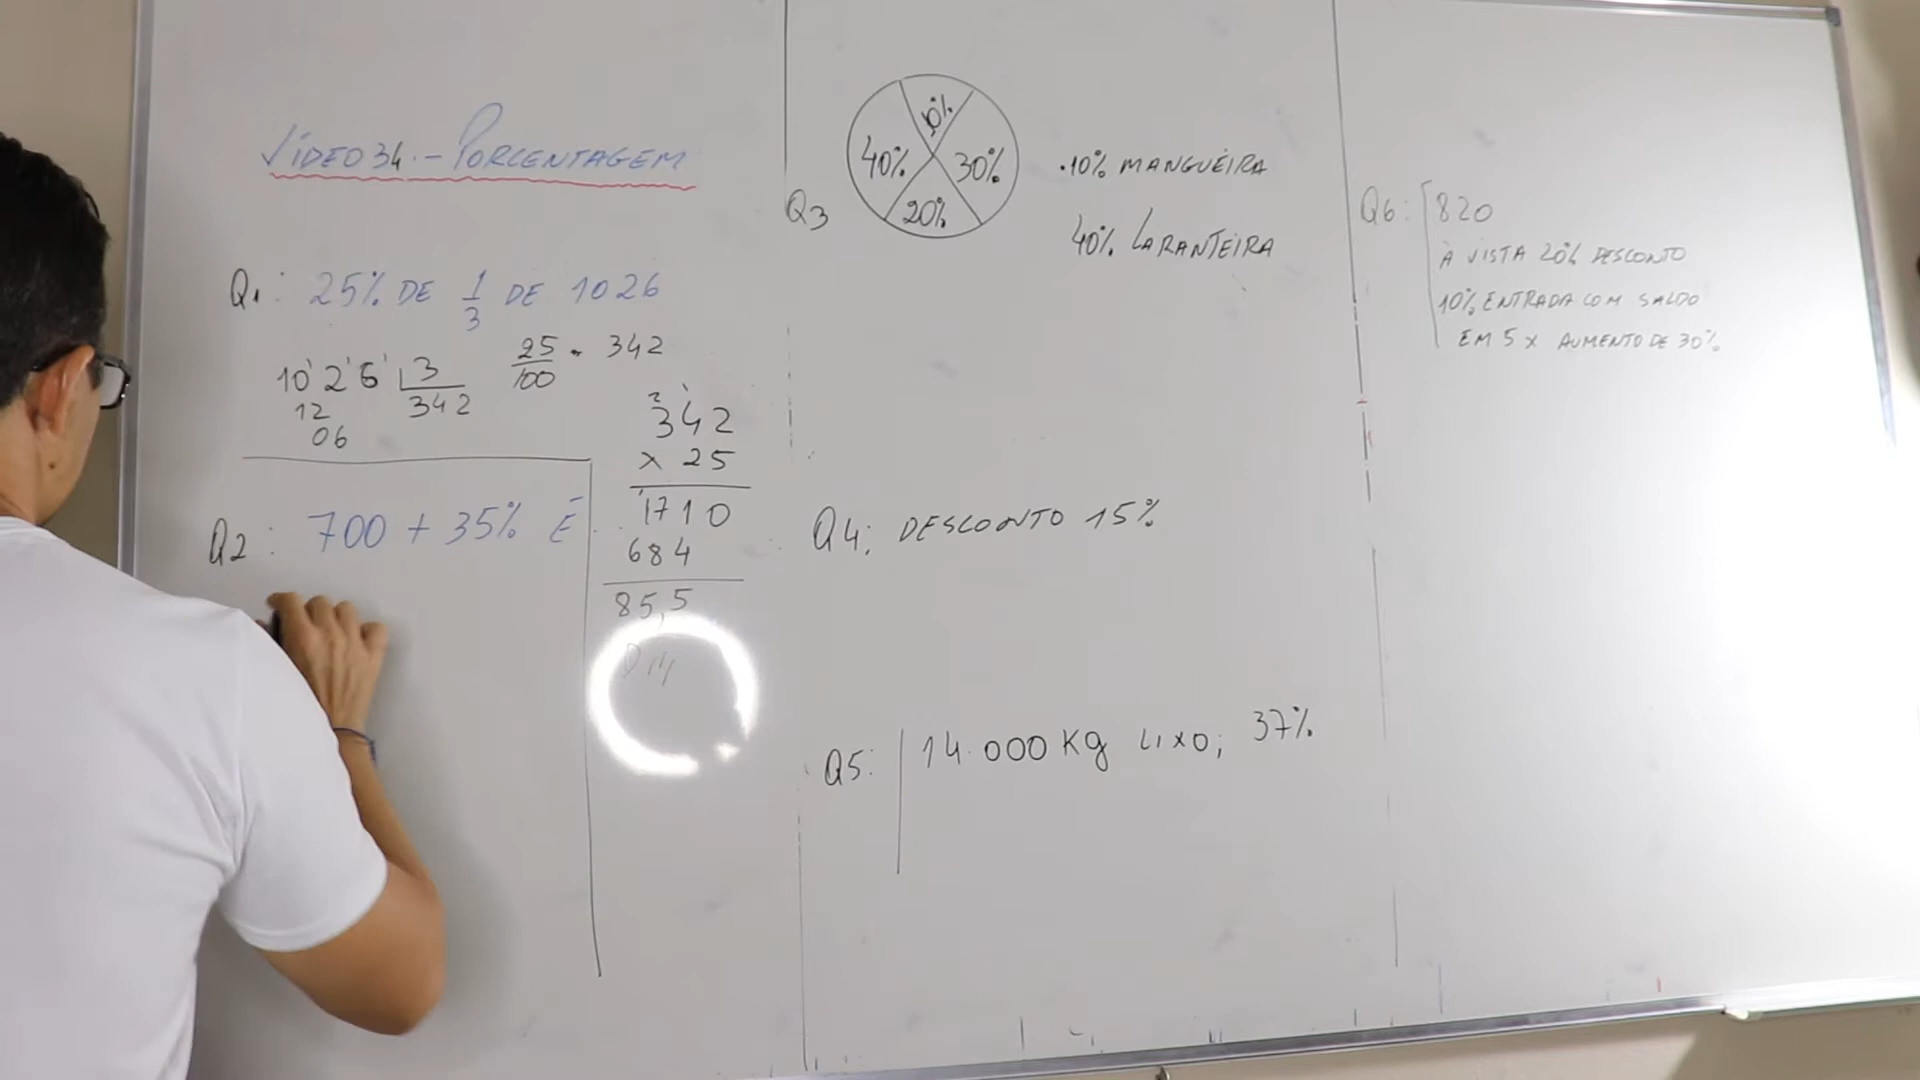 VÍDEO 34.- PORCENTAGEM
Q1: 25% DE 1/3 DE 1026
1026 3
12 342
06
25/100 . 342
2 1
342
x 25
1710
684
85,5
Q2: 700 + 35% É
Q3
10%
40% 30%
20%
.10% MANGUEIRA
40% LARANJEIRA
Q4; DESCONTO 15%
Q5: 14.000 Kg LIXO; 37%
Q6: 820
À VISTA 20% DESCONTO
10% ENTRADA COM SALDO
EM 5 x AUMENTO DE 30%